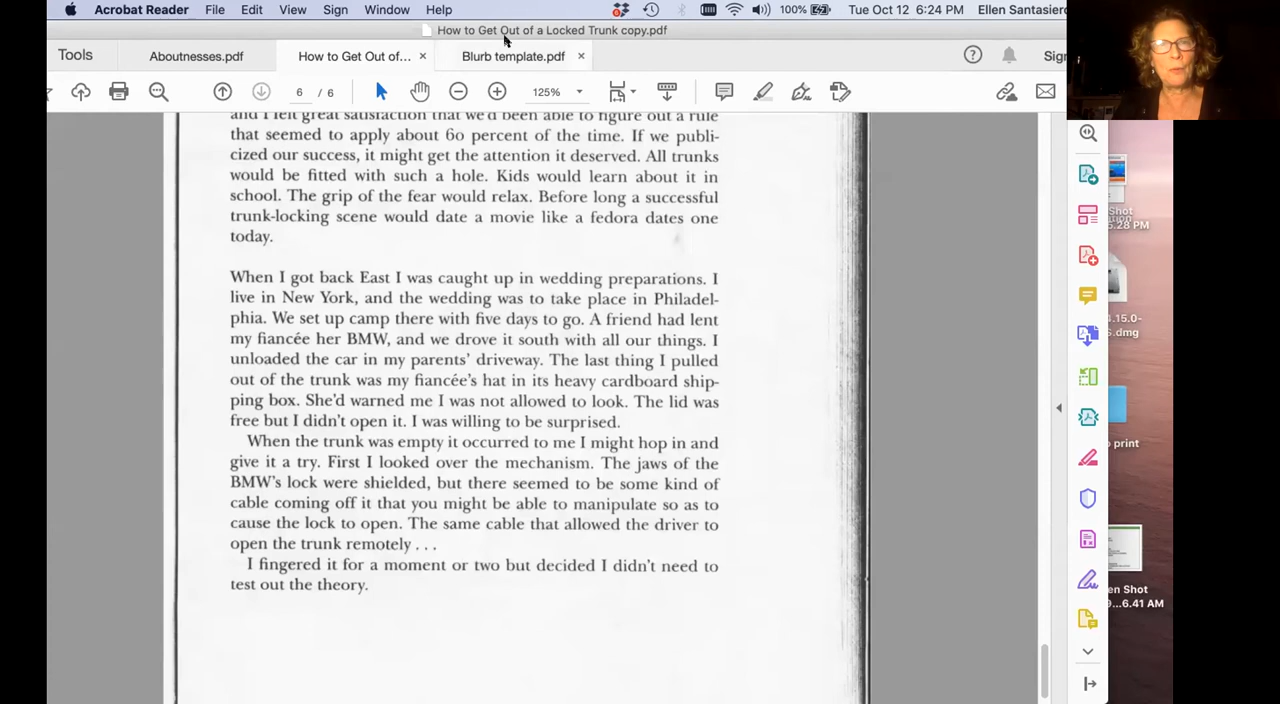 Acrobat Reader File Edit View Sign Window Help 100% Tue Oct 12 6:24 PM Ellen Santasiero
How to Get Out of a Locked Trunk copy.pdf
Tools Aboutnesses.pdf How to Get Out of... × Blurb template.pdf ×
6 / 6 125%
and I felt great satisfaction that we'd been able to figure out a rule
that seemed to apply about 60 percent of the time. If we publi-
cized our success, it might get the attention it deserved. All trunks
would be fitted with such a hole. Kids would learn about it in
school. The grip of the fear would relax. Before long a successful
trunk-locking scene would date a movie like a fedora dates one
today.
When I got back East I was caught up in wedding preparations. I
live in New York, and the wedding was to take place in Philadel-
phia. We set up camp there with five days to go. A friend had lent
my fiancée her BMW, and we drove it south with all our things. I
unloaded the car in my parents' driveway. The last thing I pulled
out of the trunk was my fiancée's hat in its heavy cardboard ship-
ping box. She'd warned me I was not allowed to look. The lid was
free but I didn't open it. I was willing to be surprised.
When the trunk was empty it occurred to me I might hop in and
give it a try. First I looked over the mechanism. The jaws of the
BMW's lock were shielded, but there seemed to be some kind of
cable coming off it that you might be able to manipulate so as to
cause the lock to open. The same cable that allowed the driver to
open the trunk remotely . . .
I fingered it for a moment or two but decided I didn't need to
test out the theory.
Shot
6.28 PM
4.15.0-
S.dmg
o print
en Shot
9...6.41 AM